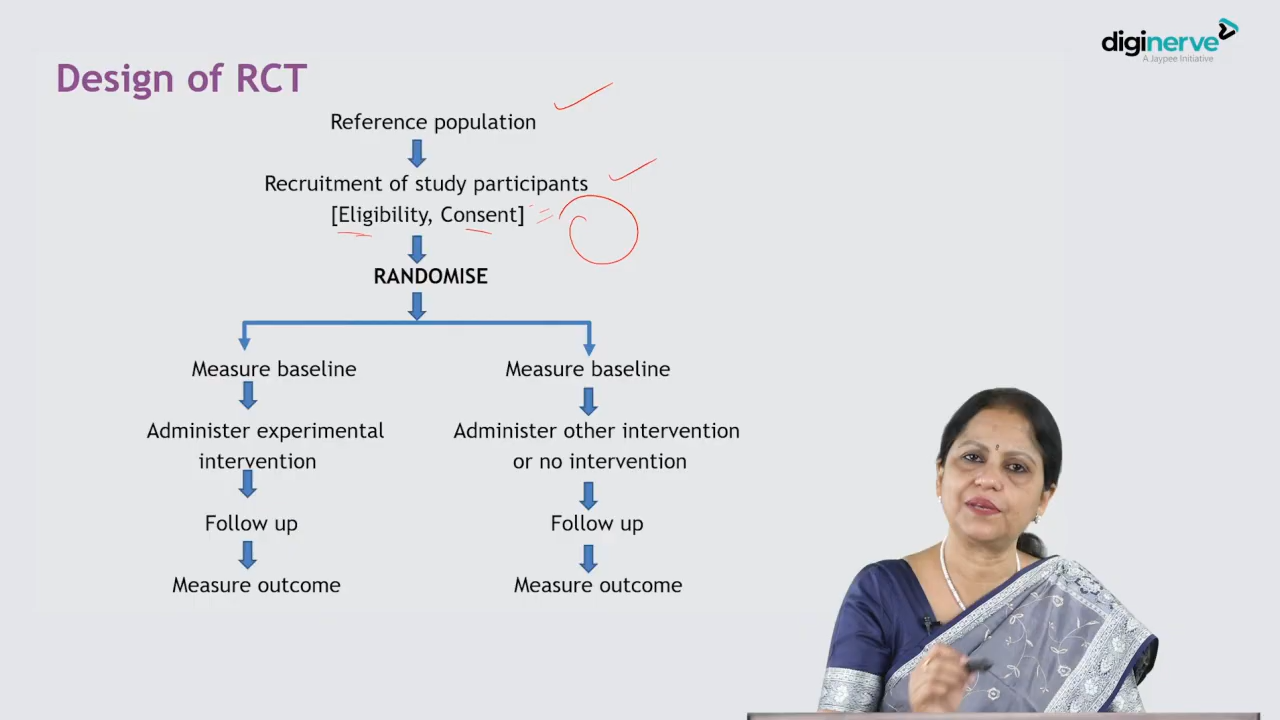 diginerve
A Jaypee Initiative
Design of RCT
Reference population
Recruitment of study participants
[Eligibility, Consent]
RANDOMISE
Measure baseline
Measure baseline
Administer experimental
intervention
Administer other intervention
or no intervention
Follow up
Follow up
Measure outcome
Measure outcome